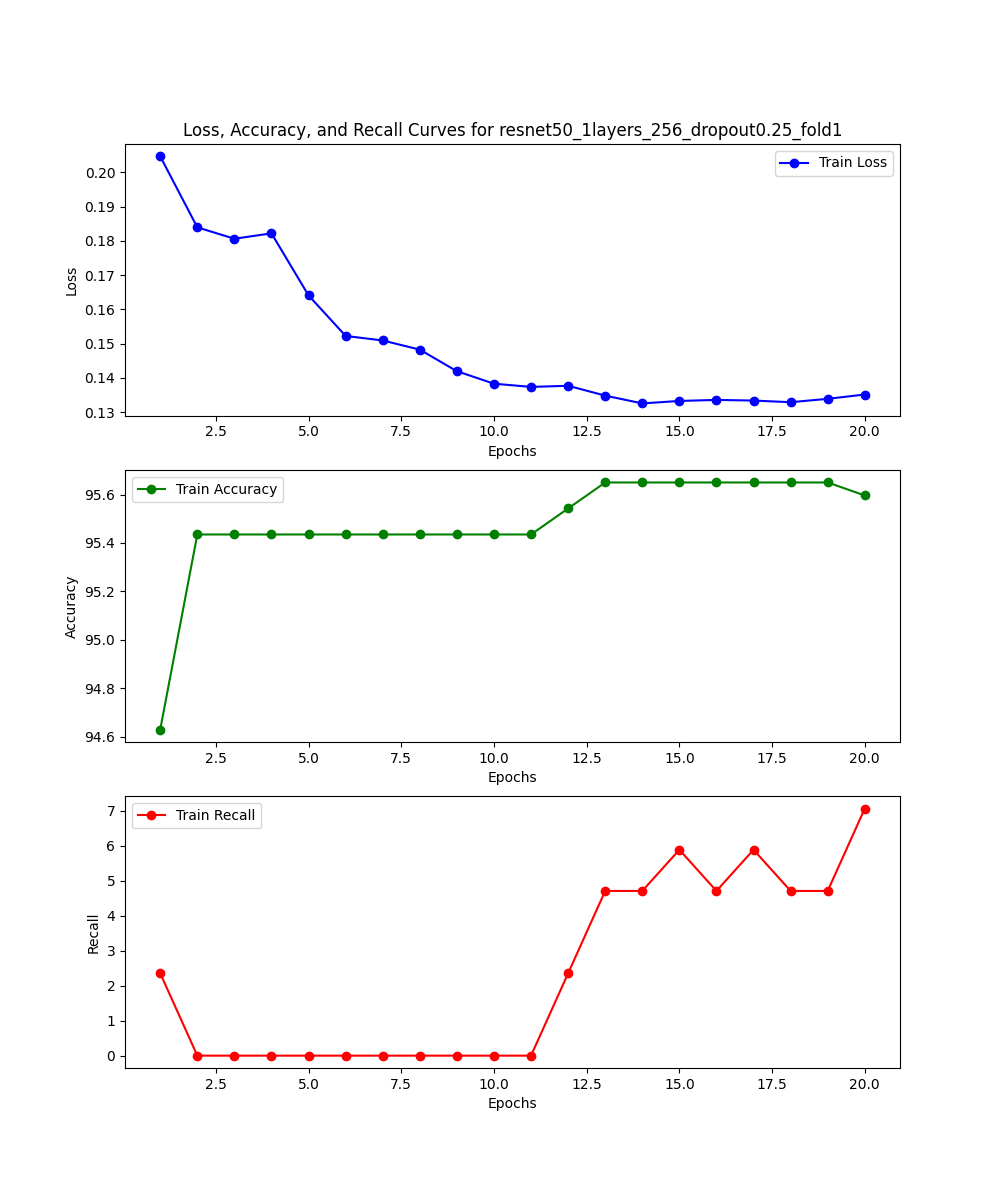 Loss, Accuracy, and Recall Curves for resnet50_1layers_256_dropout0.25_fold1
Train Loss
0.20
0.19
0.18
0.17
0.16
0.15
0.14
0.13
Loss
2.5 5.0 7.5 10.0 12.5 15.0 17.5 20.0
Epochs
Train Accuracy
95.6
95.4
95.2
95.0
94.8
94.6
Accuracy
2.5 5.0 7.5 10.0 12.5 15.0 17.5 20.0
Epochs
Train Recall
7
6
5
4
3
2
1
0
Recall
2.5 5.0 7.5 10.0 12.5 15.0 17.5 20.0
Epochs